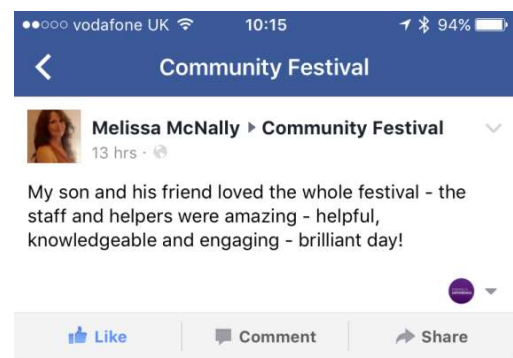 vodafone UK 10:15 94%
Community Festival
Melissa McNally ▸ Community Festival
13 hrs ·
My son and his friend loved the whole festival - the
staff and helpers were amazing - helpful,
knowledgeable and engaging - brilliant day!
Like Comment Share